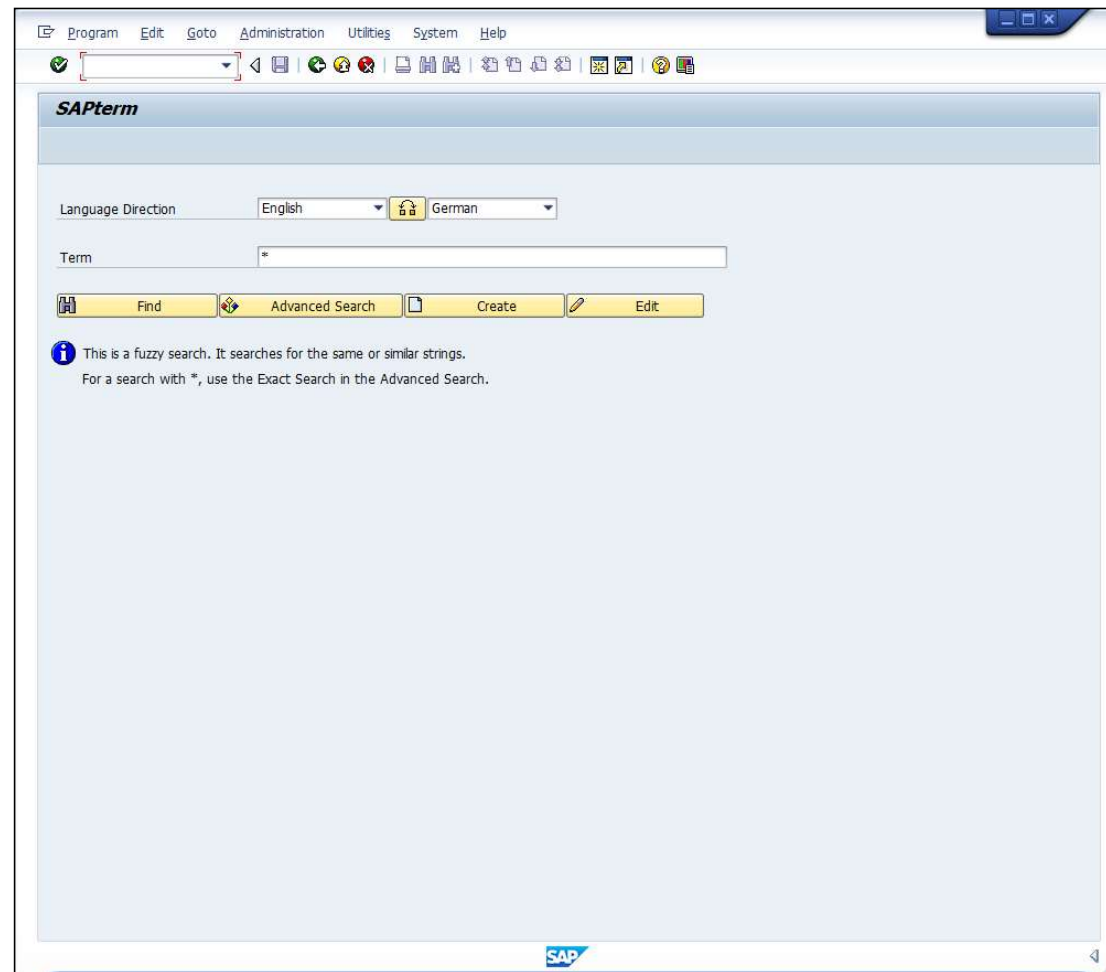 Program Edit Goto Administration Utilities System Help
SAPterm
Language Direction English German
Term *
Find Advanced Search Create Edit
This is a fuzzy search. It searches for the same or similar strings.
For a search with *, use the Exact Search in the Advanced Search.
SAP